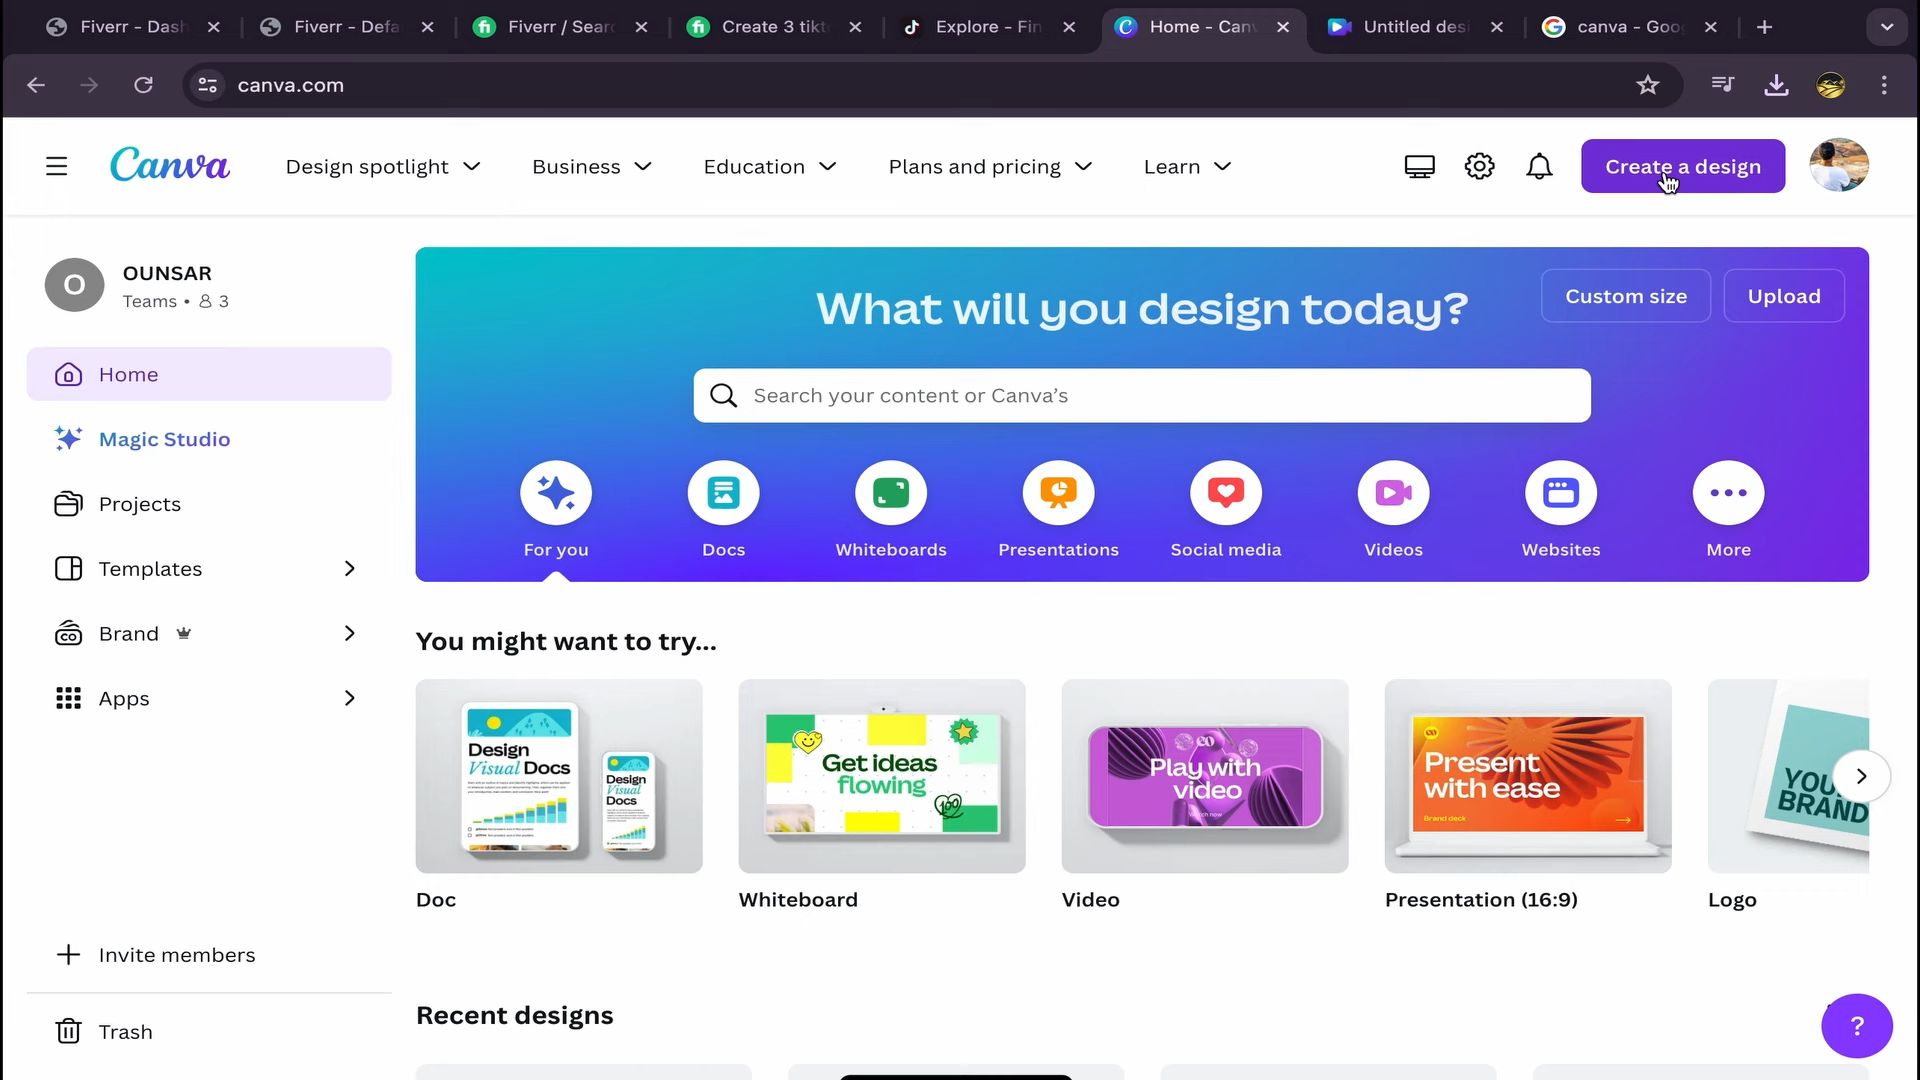 Fiverr - Dash
Fiverr - Defa
Fiverr / Sear
Create 3 tikt
Explore - Fin
Home - Can
Untitled desi
canva - Goo
canva.com
Canva
Design spotlight
Business
Education
Plans and pricing
Learn
Create a design
O
OUNSAR
Teams • 3
Home
Magic Studio
Projects
Templates
Brand
Apps
Invite members
Trash
What will you design today?
Custom size
Upload
Search your content or Canva's
For you
Docs
Whiteboards
Presentations
Social media
Videos
Websites
More
You might want to try...
Design
Visual Docs
Design
Visual
Docs
Get ideas
flowing
100
Play with
video
Present
with ease
Brand deck
YOU
BRAND
Doc
Whiteboard
Video
Presentation (16:9)
Logo
Recent designs
?